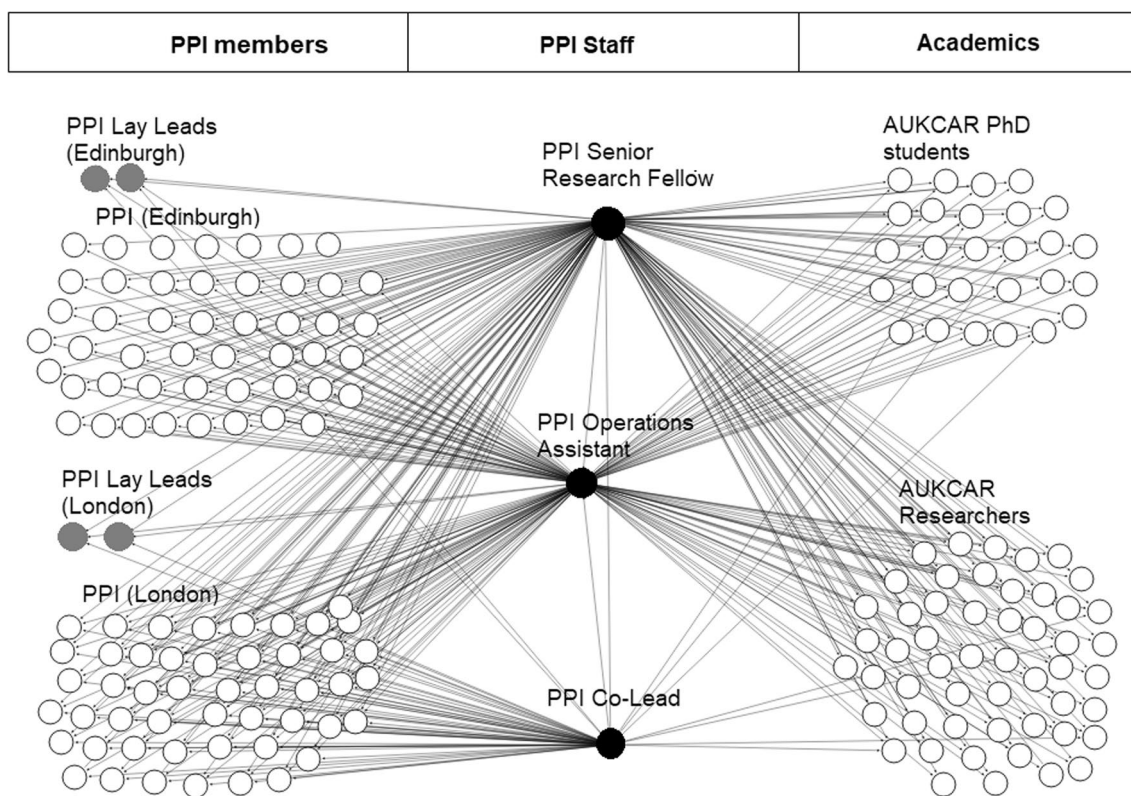 PPI members
PPI Staff
Academics
PPI Lay Leads
(Edinburgh)
PPI (Edinburgh)
PPI Senior
Research Fellow
AUKCAR PhD
students
PPI Operations
Assistant
PPI Lay Leads
(London)
PPI (London)
AUKCAR
Researchers
PPI Co-Lead